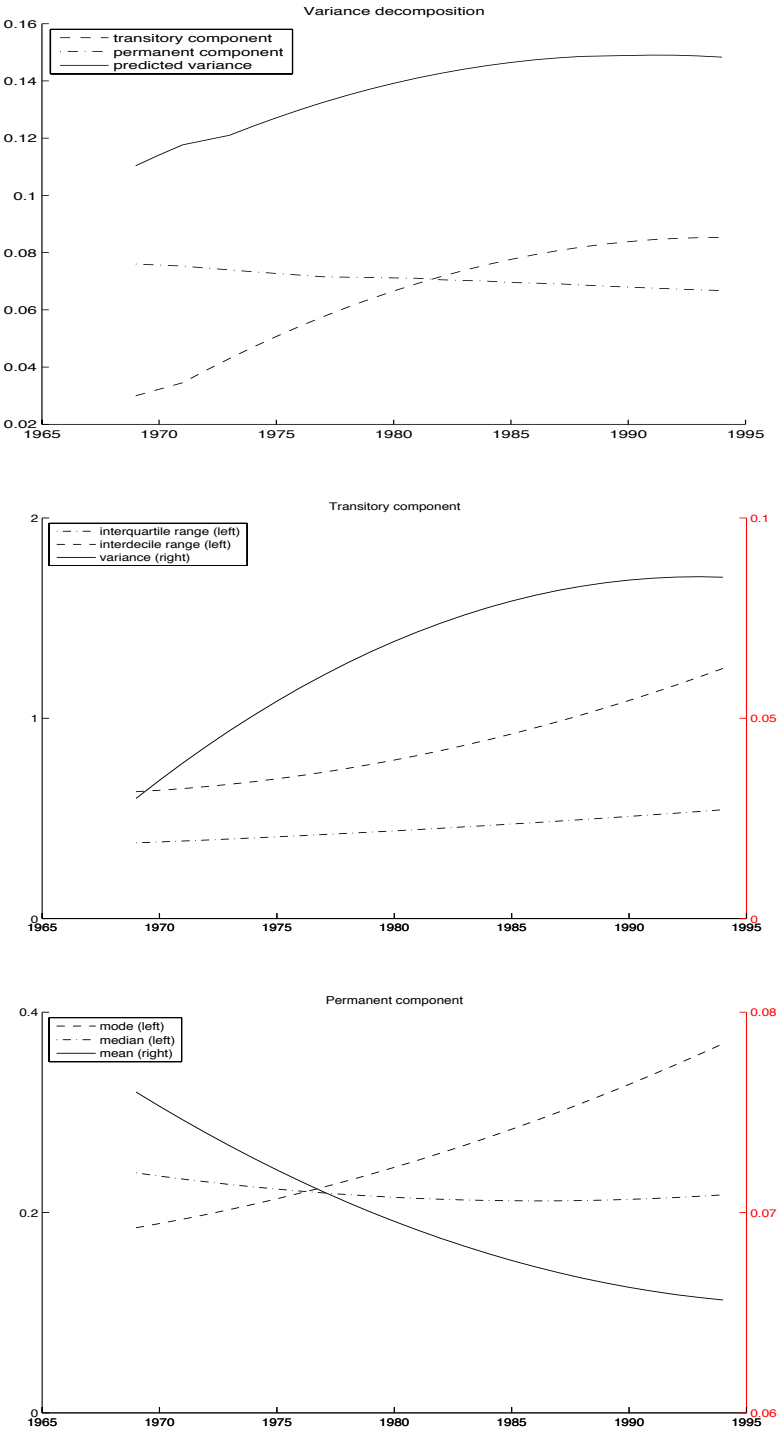 Variance decomposition
0.16
transitory component
permanent component
predicted variance
0.14
0.12
0.1
0.08
0.06
0.04
0.02
1965 1970 1975 1980 1985 1990 1995
Transitory component
2 0.1
interquartile range (left)
interdecile range (left)
variance (right)
1 0.05
0 0
1965 1970 1975 1980 1985 1990 1995
Permanent component
0.4 0.08
mode (left)
median (left)
mean (right)
0.2 0.07
0 0.06
1965 1970 1975 1980 1985 1990 1995